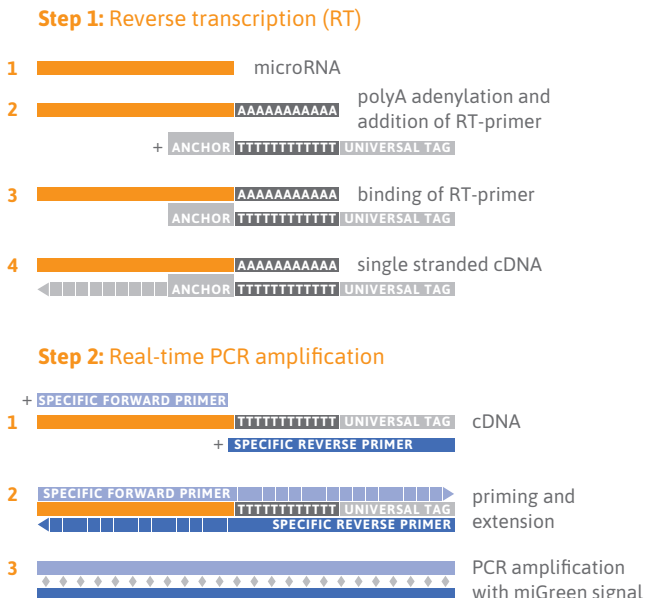 Step 1: Reverse transcription (RT)
1 microRNA
2 AAAAAAAAAAA polyA adenylation and
addition of RT-primer
+ ANCHOR TTTTTTTTTTTT UNIVERSAL TAG
3 AAAAAAAAAAA binding of RT-primer
ANCHOR TTTTTTTTTTTT UNIVERSAL TAG
4 AAAAAAAAAAA single stranded cDNA
ANCHOR TTTTTTTTTTTT UNIVERSAL TAG
Step 2: Real-time PCR amplification
+ SPECIFIC FORWARD PRIMER
1 TTTTTTTTTTTT UNIVERSAL TAG cDNA
+ SPECIFIC REVERSE PRIMER
2 SPECIFIC FORWARD PRIMER priming and
TTTTTTTTTTTT UNIVERSAL TAG
SPECIFIC REVERSE PRIMER extension
3 PCR amplification
with miGreen signal